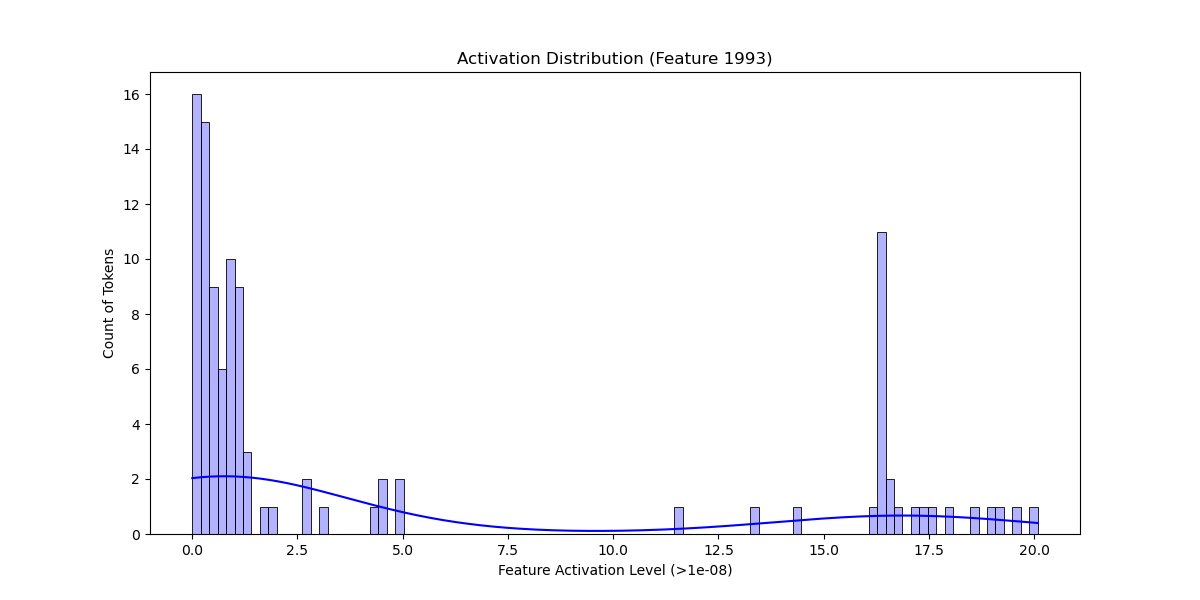 Activation Distribution (Feature 1993)
16
14
12
10
8
6
4
2
0
Count of Tokens
0.0 2.5 5.0 7.5 10.0 12.5 15.0 17.5 20.0
Feature Activation Level (>1e-08)